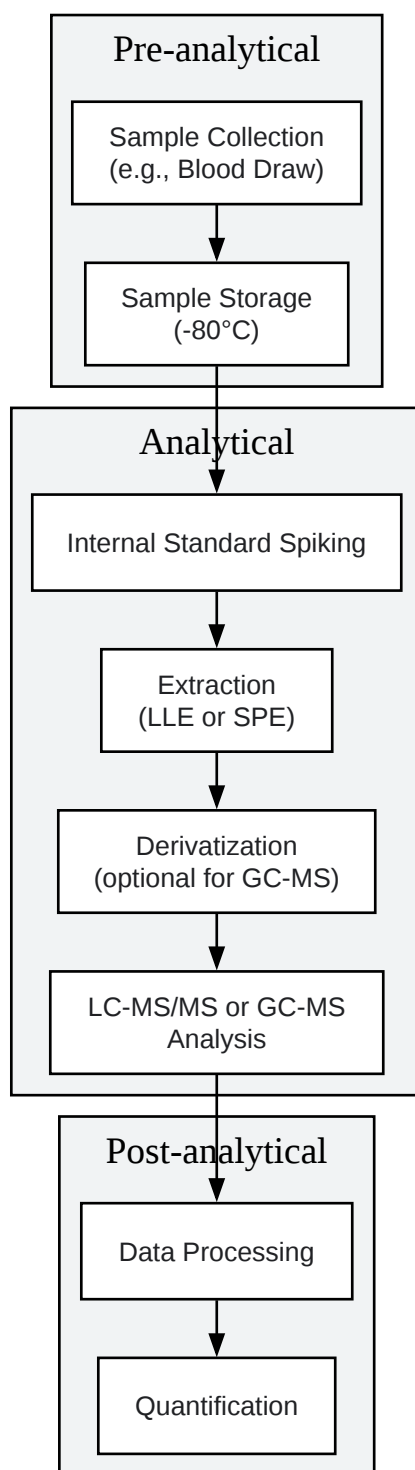 Pre-analytical
Sample Collection
(e.g., Blood Draw)
Sample Storage
(-80°C)
Analytical
Internal Standard Spiking
Extraction
(LLE or SPE)
Derivatization
(optional for GC-MS)
LC-MS/MS or GC-MS
Analysis
Post-analytical
Data Processing
Quantification